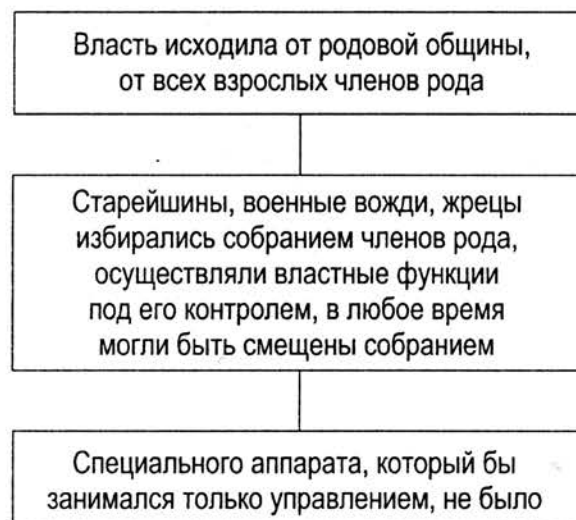 Власть исходила от родовой общины,
от всех взрослых членов рода
Старейшины, военные вожди, жрецы
избирались собранием членов рода,
осуществляли властные функции
под его контролем, в любое время
могли быть смещены собранием
Специального аппарата, который бы
занимался только управлением, не было